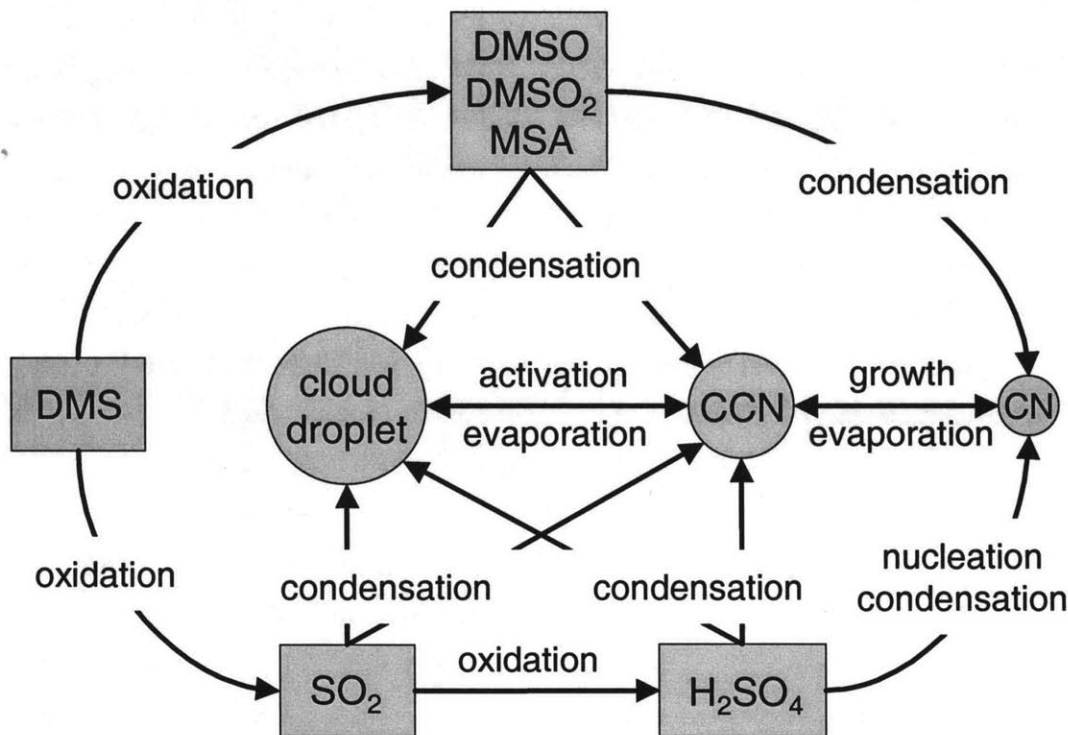 DMSO
DMSO₂
MSA
oxidation
condensation
condensation
DMS
cloud
droplet
activation
evaporation
CCN
growth
evaporation
CN
oxidation
condensation
condensation
nucleation
condensation
SO₂
oxidation
H₂SO₄